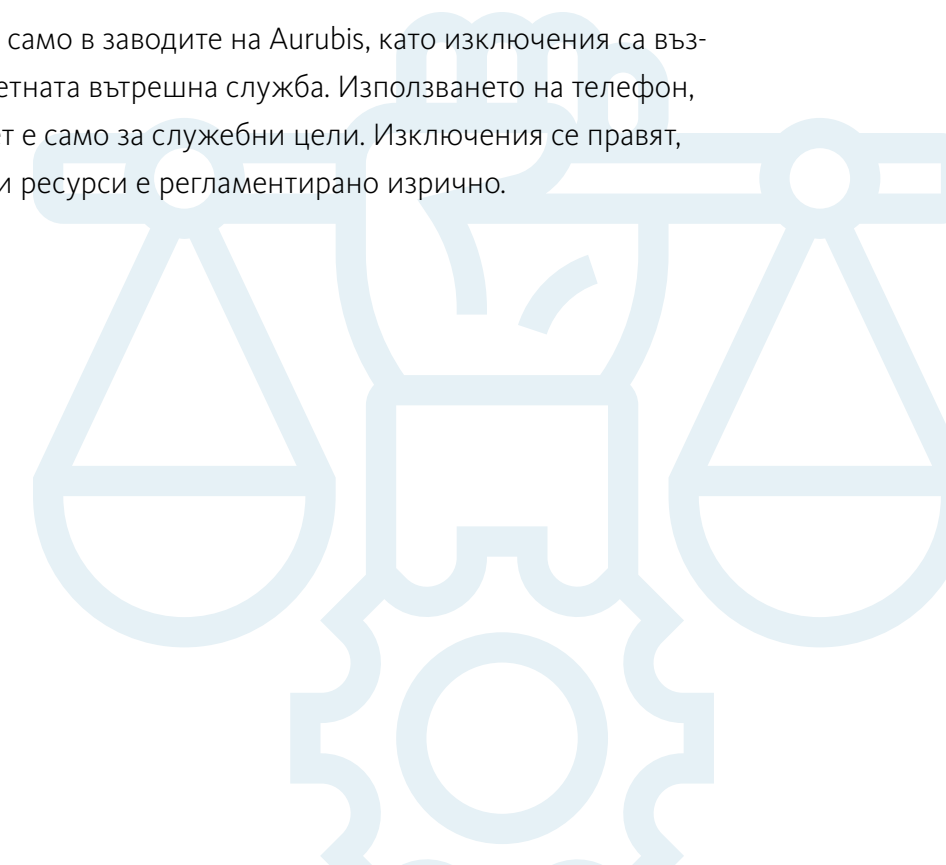 само в заводите на Aurubis, като изключения са въз-
етната вътрешна служба. Използването на телефон,
т е само за служебни цели. Изключения се правят,
и ресурси е регламентирано изрично.